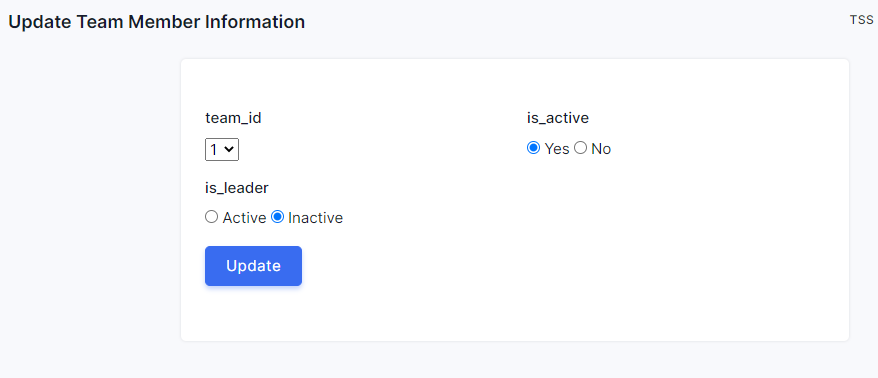 Update Team Member Information
TSS
team_id
1
is_active
Yes No
is_leader
Active Inactive
Update